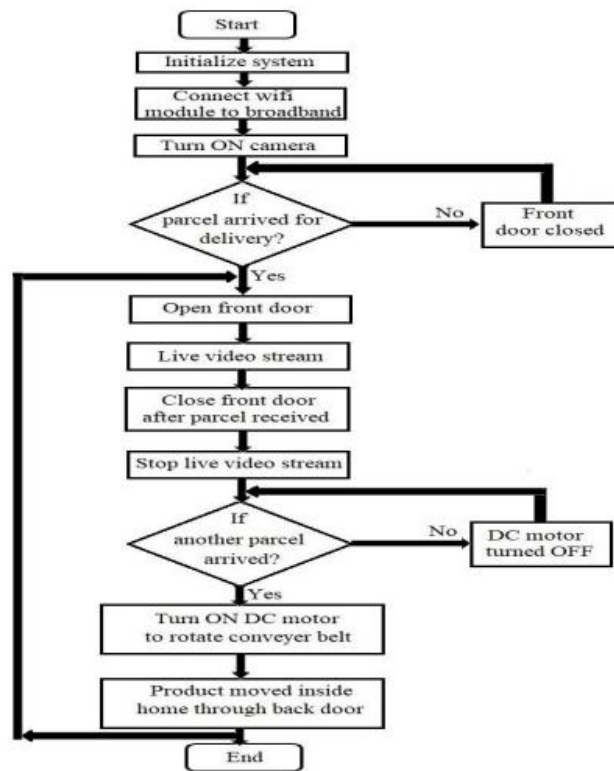 Start
Initialize system
Connect wifi
module to broadband
Turn ON camera
If
parcel arrived for
delivery?
No
Front
door closed
Yes
Open front door
Live video stream
Close front door
after parcel received
Stop live video stream
If
another parcel
arrived?
No
DC motor
turned OFF
Yes
Turn ON DC motor
to rotate conveyer belt
Product moved inside
home through back door
End